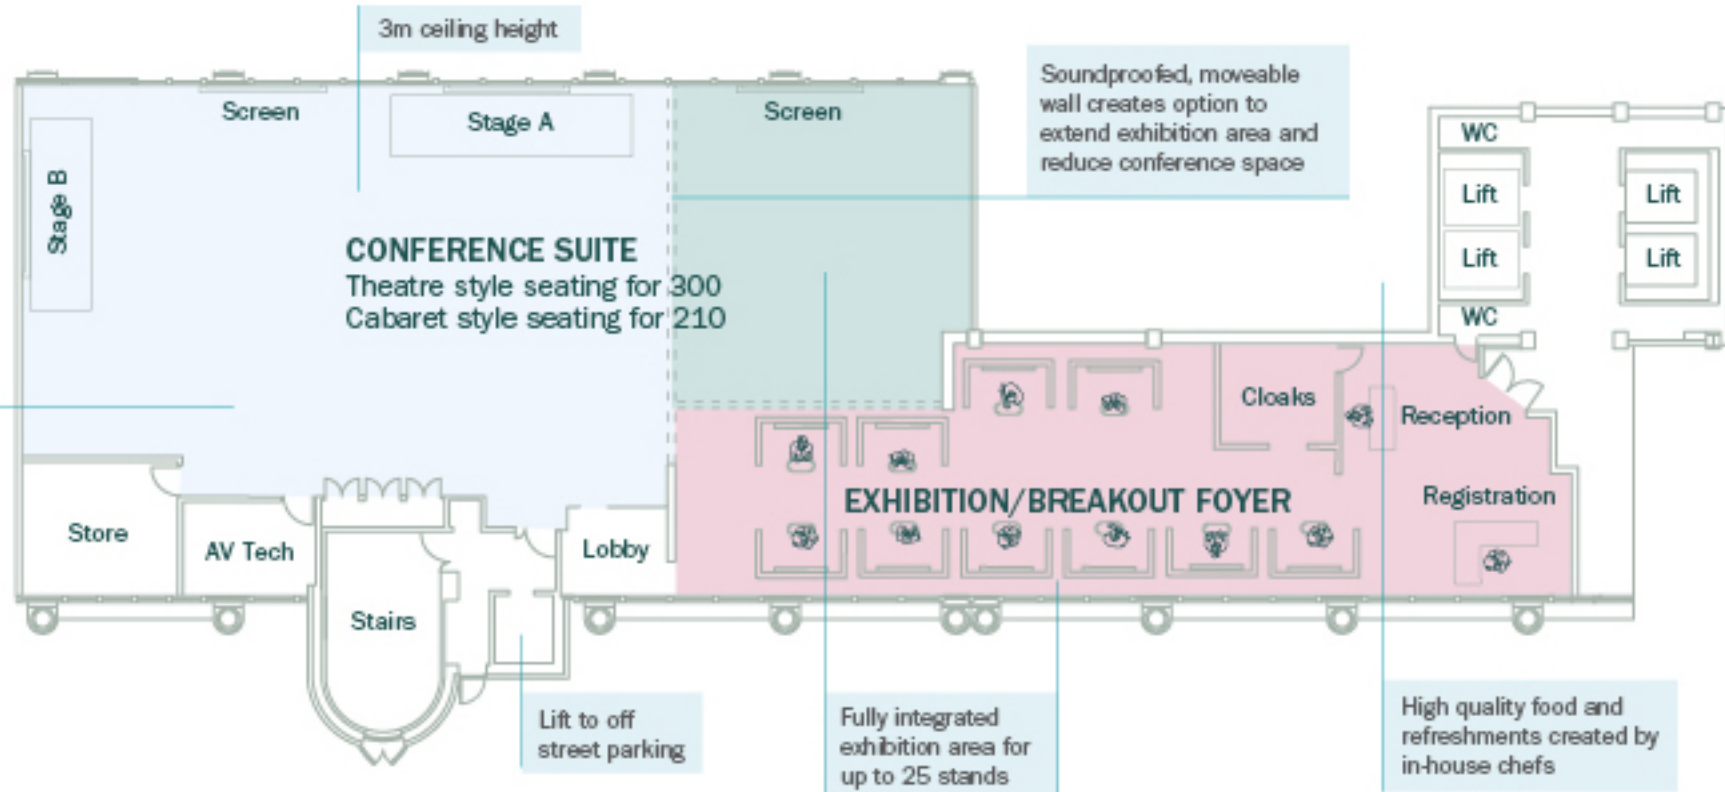 3m ceiling height
Soundproofed, moveable
wall creates option to
extend exhibition area and
reduce conference space
Screen
Stage A
Screen
WC
Stage B
Lift
Lift
Lift
Lift
WC
CONFERENCE SUITE
Theatre style seating for 300
Cabaret style seating for 210
Cloaks
Reception
EXHIBITION/BREAKOUT FOYER
Registration
Store
AV Tech
Lobby
Stairs
Lift to off
street parking
Fully integrated
exhibition area for
up to 25 stands
High quality food and
refreshments created by
in-house chefs